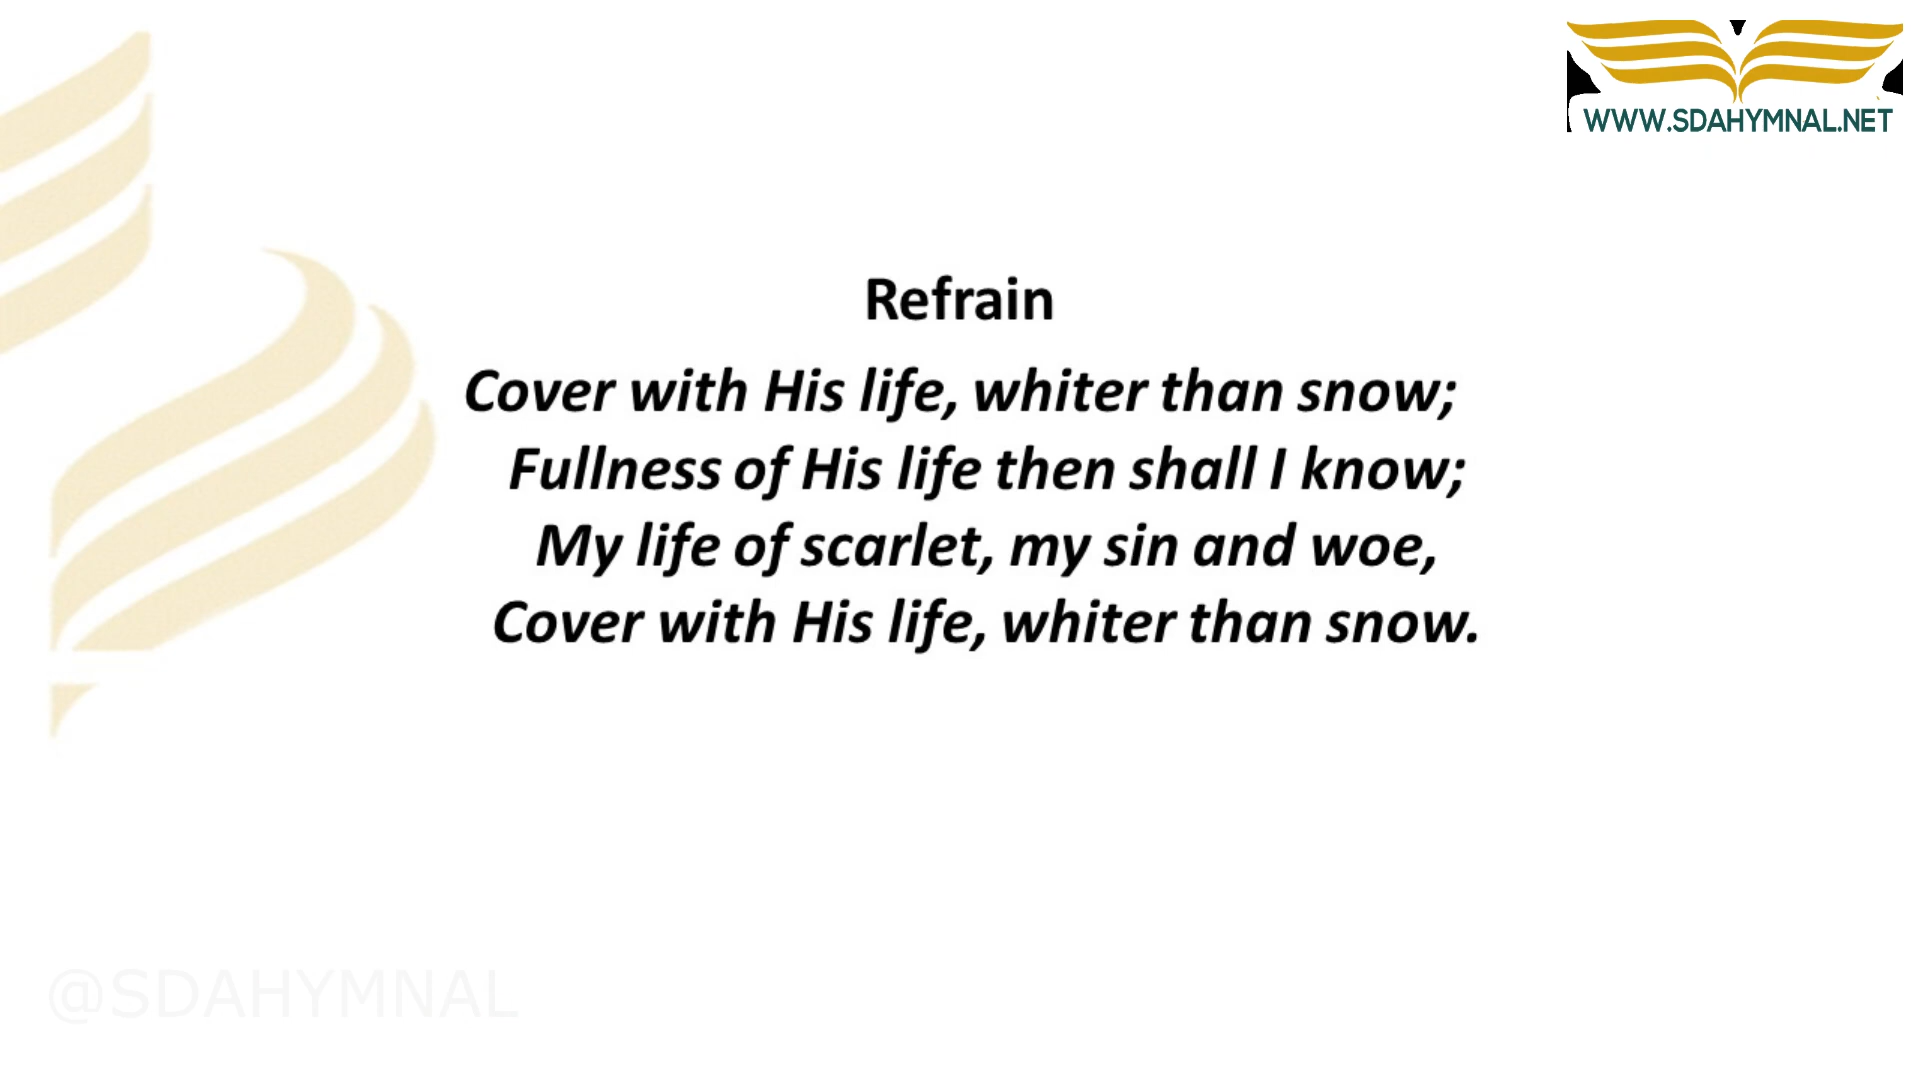 WWW.SDAHYMNAL.NET
Refrain
Cover with His life, whiter than snow;
Fullness of His life then shall I know;
My life of scarlet, my sin and woe,
Cover with His life, whiter than snow.
@SDAHYMNAL